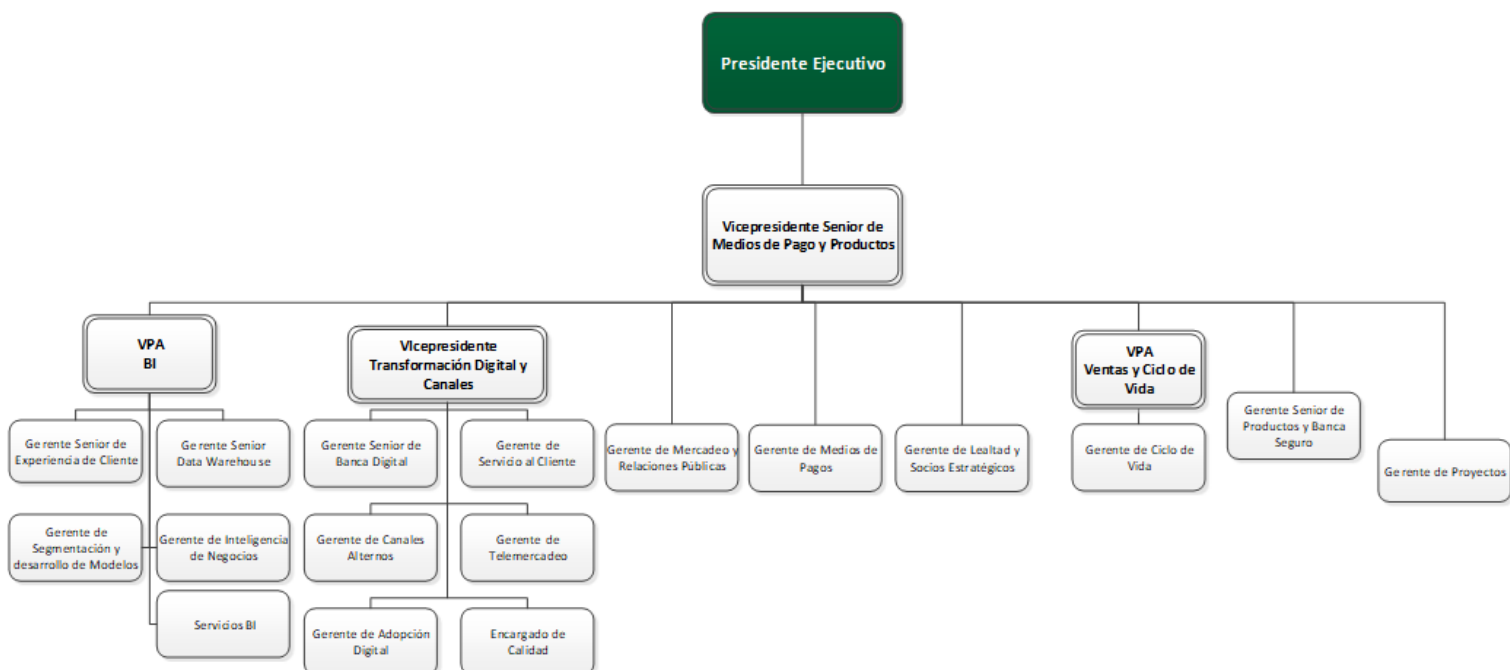 Presidente Ejecutivo
Vicepresidente Senior de
Medios de Pago y Productos
VPA
BI
VIcepresidente
Transformación Digital y
Canales
VPA
Ventas y Ciclo de
Vida
Gerente Senior de
Experiencia de Cliente
Gerente Senior
Data Warehouse
Gerente Senior de
Banca Digital
Gerente de
Servicio al Cliente
Gerente de Mercadeo y
Relaciones Públicas
Gerente de Medios de
Pagos
Gerente de Lealtad y
Socios Estratégicos
Gerente de Ciclo de
Vida
Gerente Senior de
Productos y Banca
Seguro
Gerente de Proyectos
Gerente de
Segmentación y
desarrollo de Modelos
Gerente de Inteligencia
de Negocios
Gerente de Canales
Alternos
Gerente de
Telemercadeo
Servicios BI
Gerente de Adopción
Digital
Encargado de
Calidad